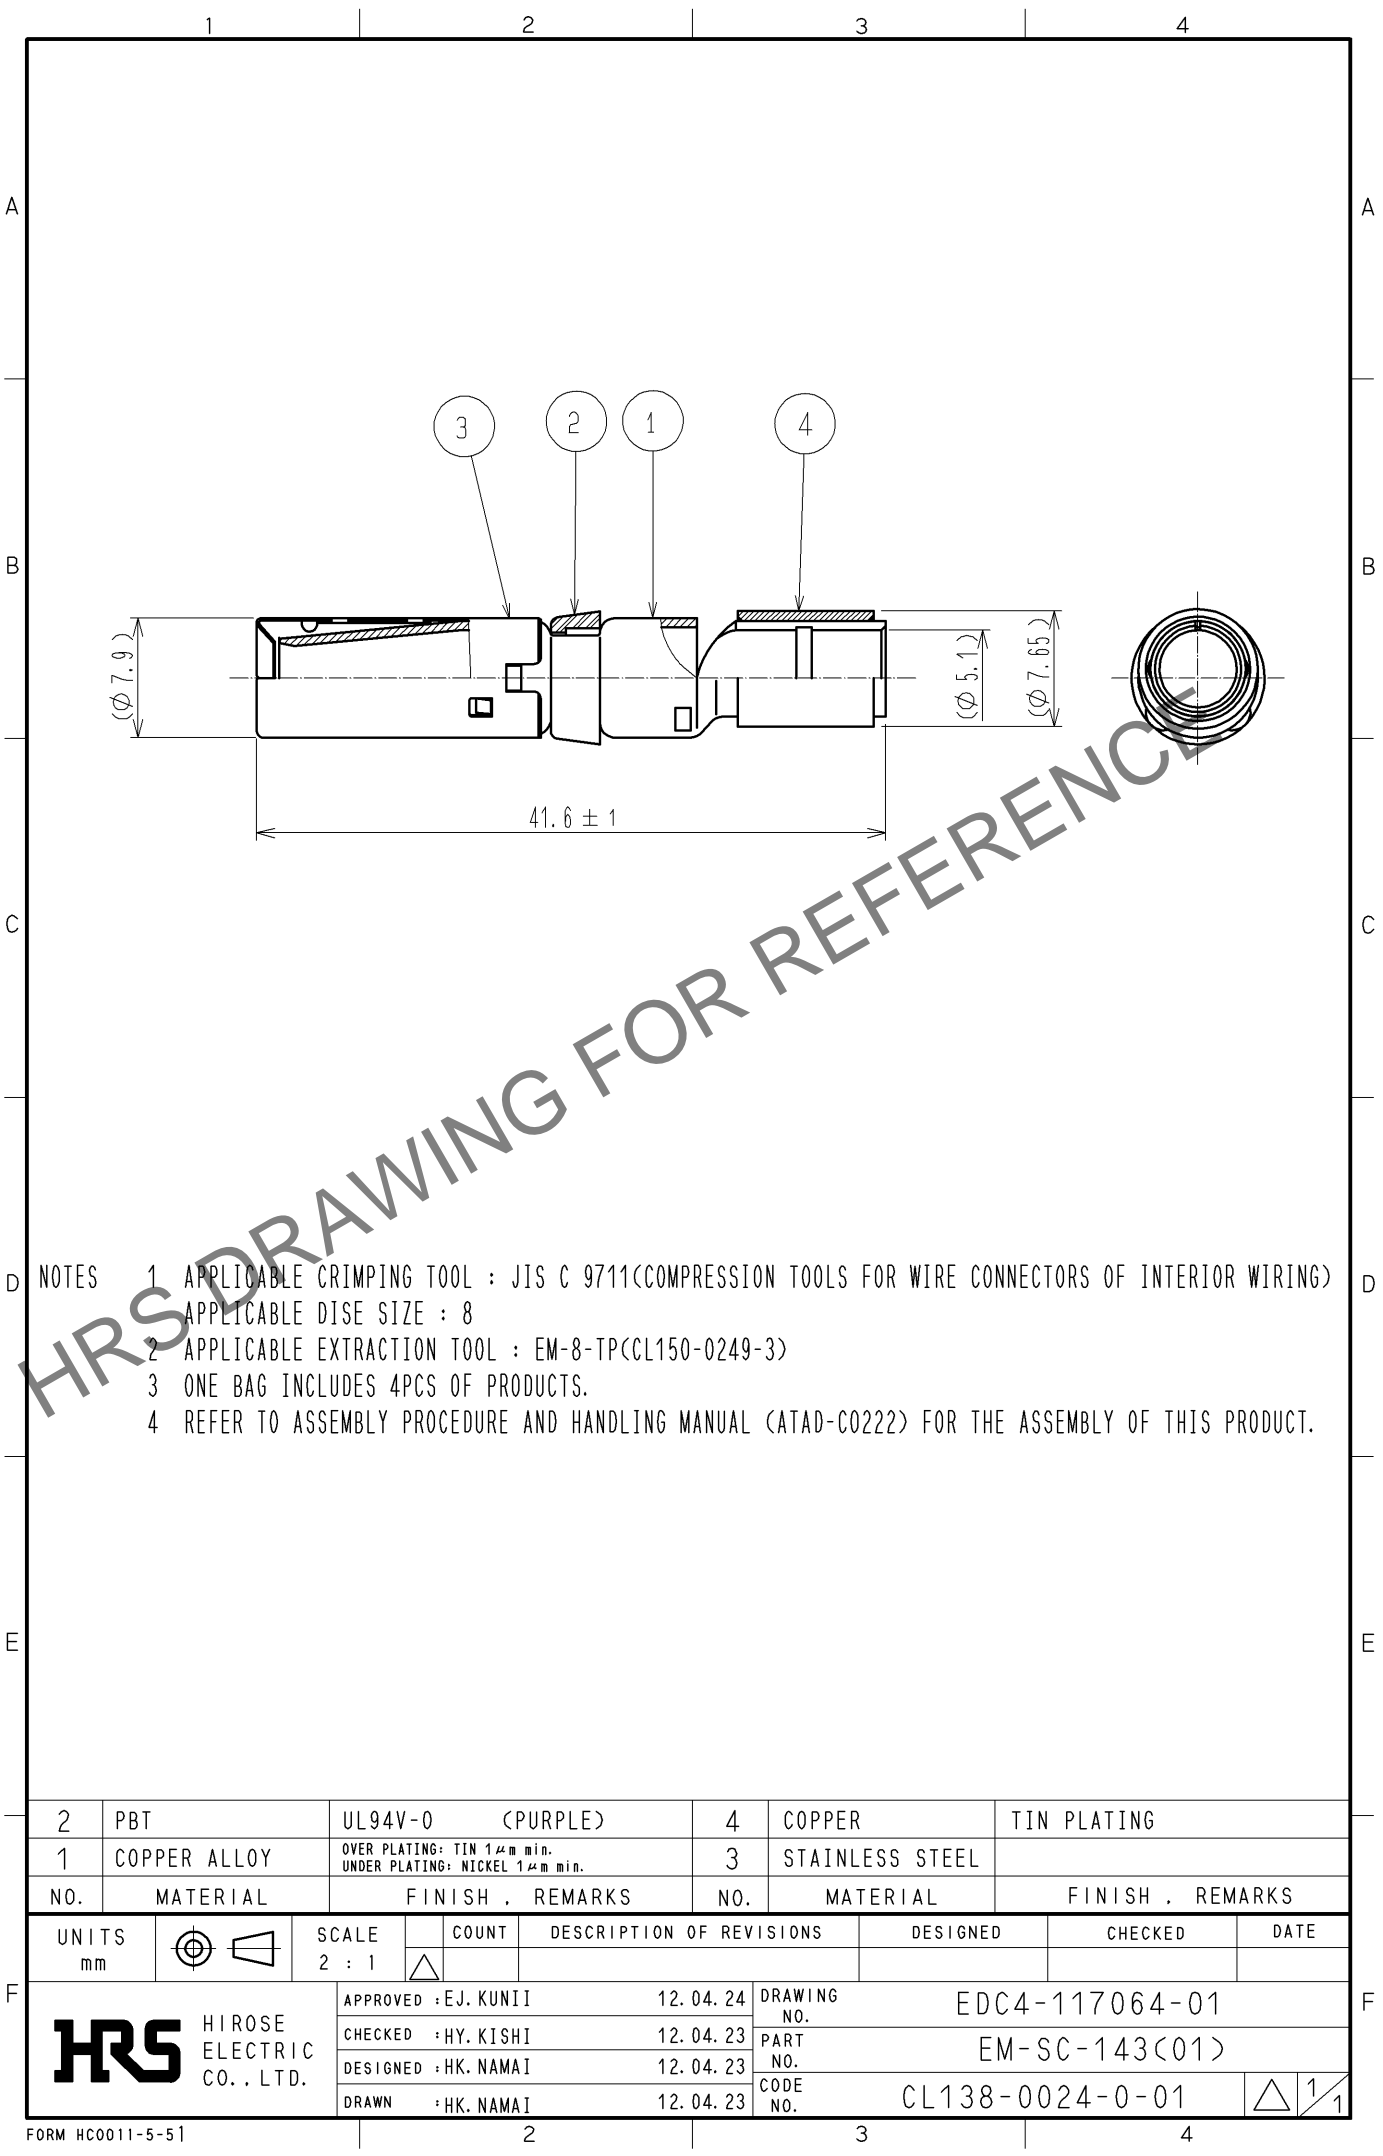 1 2 3 4
A A
3 2 1 4
B B
(φ7.9)
(φ5.1)
(φ7.65)
41.6 ± 1
C C
HRS DRAWING FOR REFERENCE
D D
NOTES 1 APPLICABLE CRIMPING TOOL : JIS C 9711(COMPRESSION TOOLS FOR WIRE CONNECTORS OF INTERIOR WIRING)
APPLICABLE DISE SIZE : 8
2 APPLICABLE EXTRACTION TOOL : EM-8-TP(CL150-0249-3)
3 ONE BAG INCLUDES 4PCS OF PRODUCTS.
4 REFER TO ASSEMBLY PROCEDURE AND HANDLING MANUAL (ATAD-C0222) FOR THE ASSEMBLY OF THIS PRODUCT.
E E
2 PBT UL94V-0 (PURPLE) 4 COPPER TIN PLATING
1 COPPER ALLOY OVER PLATING: TIN 1μm min.
UNDER PLATING: NICKEL 1μm min.
3 STAINLESS STEEL
NO. MATERIAL FINISH , REMARKS NO. MATERIAL FINISH , REMARKS
UNITS
mm
SCALE
2 : 1
COUNT DESCRIPTION OF REVISIONS DESIGNED CHECKED DATE
F F
HRS
HIROSE
ELECTRIC
CO.,LTD.
APPROVED :EJ.KUNII 12.04.24
CHECKED :HY.KISHI 12.04.23
DESIGNED :HK.NAMAI 12.04.23
DRAWN :HK.NAMAI 12.04.23
DRAWING NO. EDC4-117064-01
PART NO. EM-SC-143(01)
CODE NO. CL138-0024-0-01
1/1
FORM HC0011-5-5 1 2 3 4